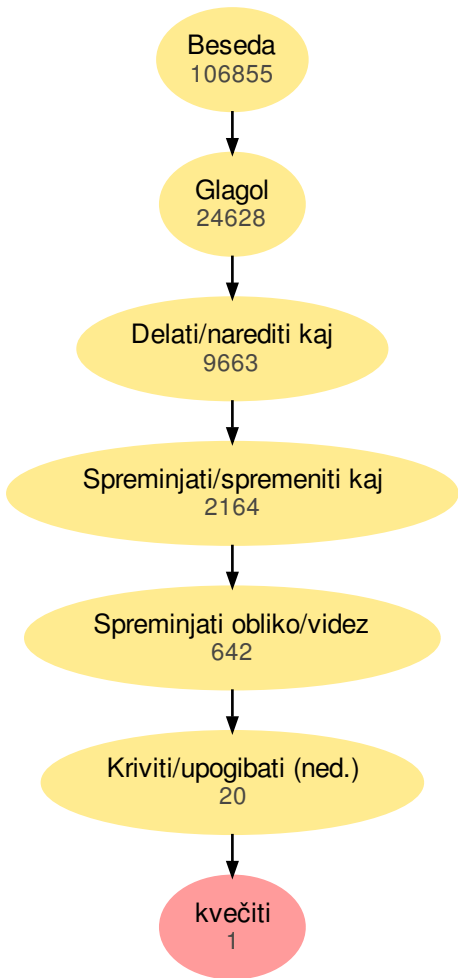 Beseda
106855
Glagol
24628
Delati/narediti kaj
9663
Spreminjati/spremeniti kaj
2164
Spreminjati obliko/videz
642
Kriviti/upogibati (ned.)
20
kvečiti
1